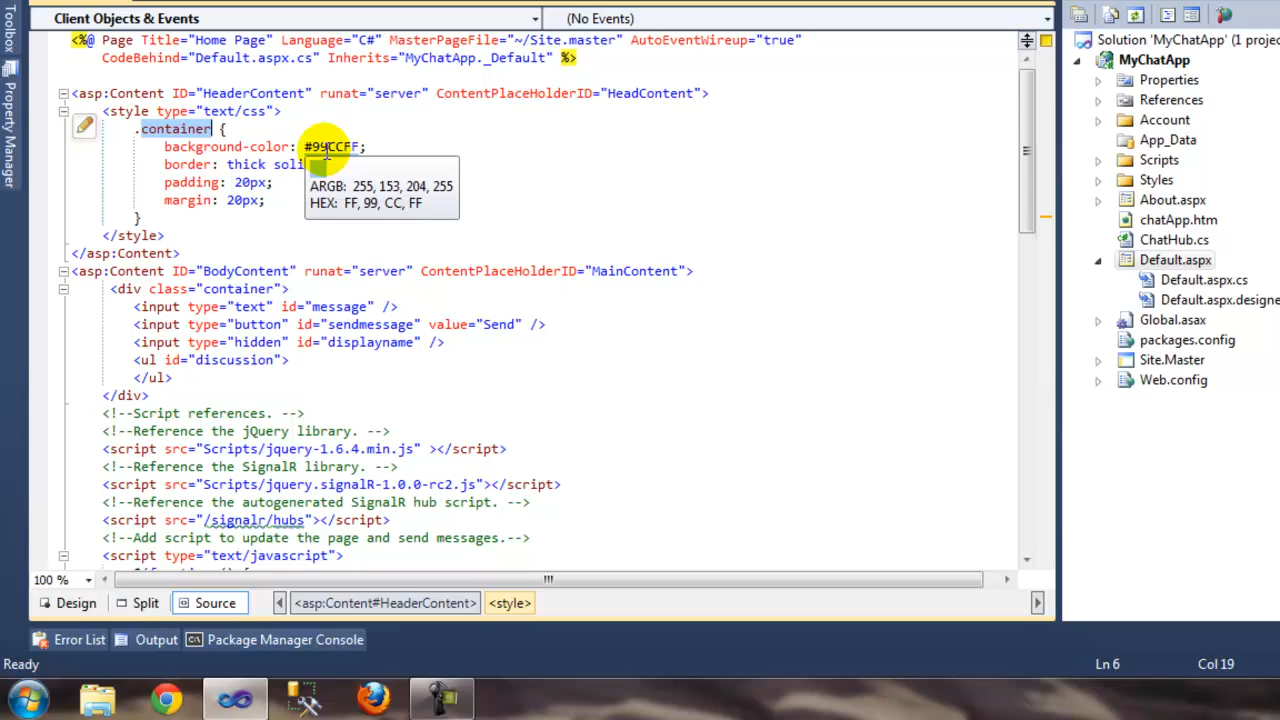 Client Objects & Events
(No Events)
<%@ Page Title="Home Page" Language="C#" MasterPageFile="~/Site.master" AutoEventWireup="true"
CodeBehind="Default.aspx.cs" Inherits="MyChatApp._Default" %>
<asp:Content ID="HeaderContent" runat="server" ContentPlaceHolderID="HeadContent">
<style type="text/css">
.container {
background-color: #99CCFF;
border: thick soli
padding: 20px;
margin: 20px;
}
</style>
</asp:Content>
ARGB: 255, 153, 204, 255
HEX: FF, 99, CC, FF
<asp:Content ID="BodyContent" runat="server" ContentPlaceHolderID="MainContent">
<div class="container">
<input type="text" id="message" />
<input type="button" id="sendmessage" value="Send" />
<input type="hidden" id="displayname" />
<ul id="discussion">
</ul>
</div>
<!--Script references. -->
<!--Reference the jQuery library. -->
<script src="Scripts/jquery-1.6.4.min.js" ></script>
<!--Reference the SignalR library. -->
<script src="Scripts/jquery.signalR-1.0.0-rc2.js"></script>
<!--Reference the autogenerated SignalR hub script. -->
<script src="/signalr/hubs"></script>
<!--Add script to update the page and send messages.-->
<script type="text/javascript">
100 %
Design
Split
Source
<asp:Content#HeaderContent>
<style>
Error List
Output
Package Manager Console
Ready
Ln 6
Col 19
Toolbox
Property Manager
Solution 'MyChatApp' (1 projec
MyChatApp
Properties
References
Account
App_Data
Scripts
Styles
About.aspx
chatApp.htm
ChatHub.cs
Default.aspx
Default.aspx.cs
Default.aspx.designe
Global.asax
packages.config
Site.Master
Web.config